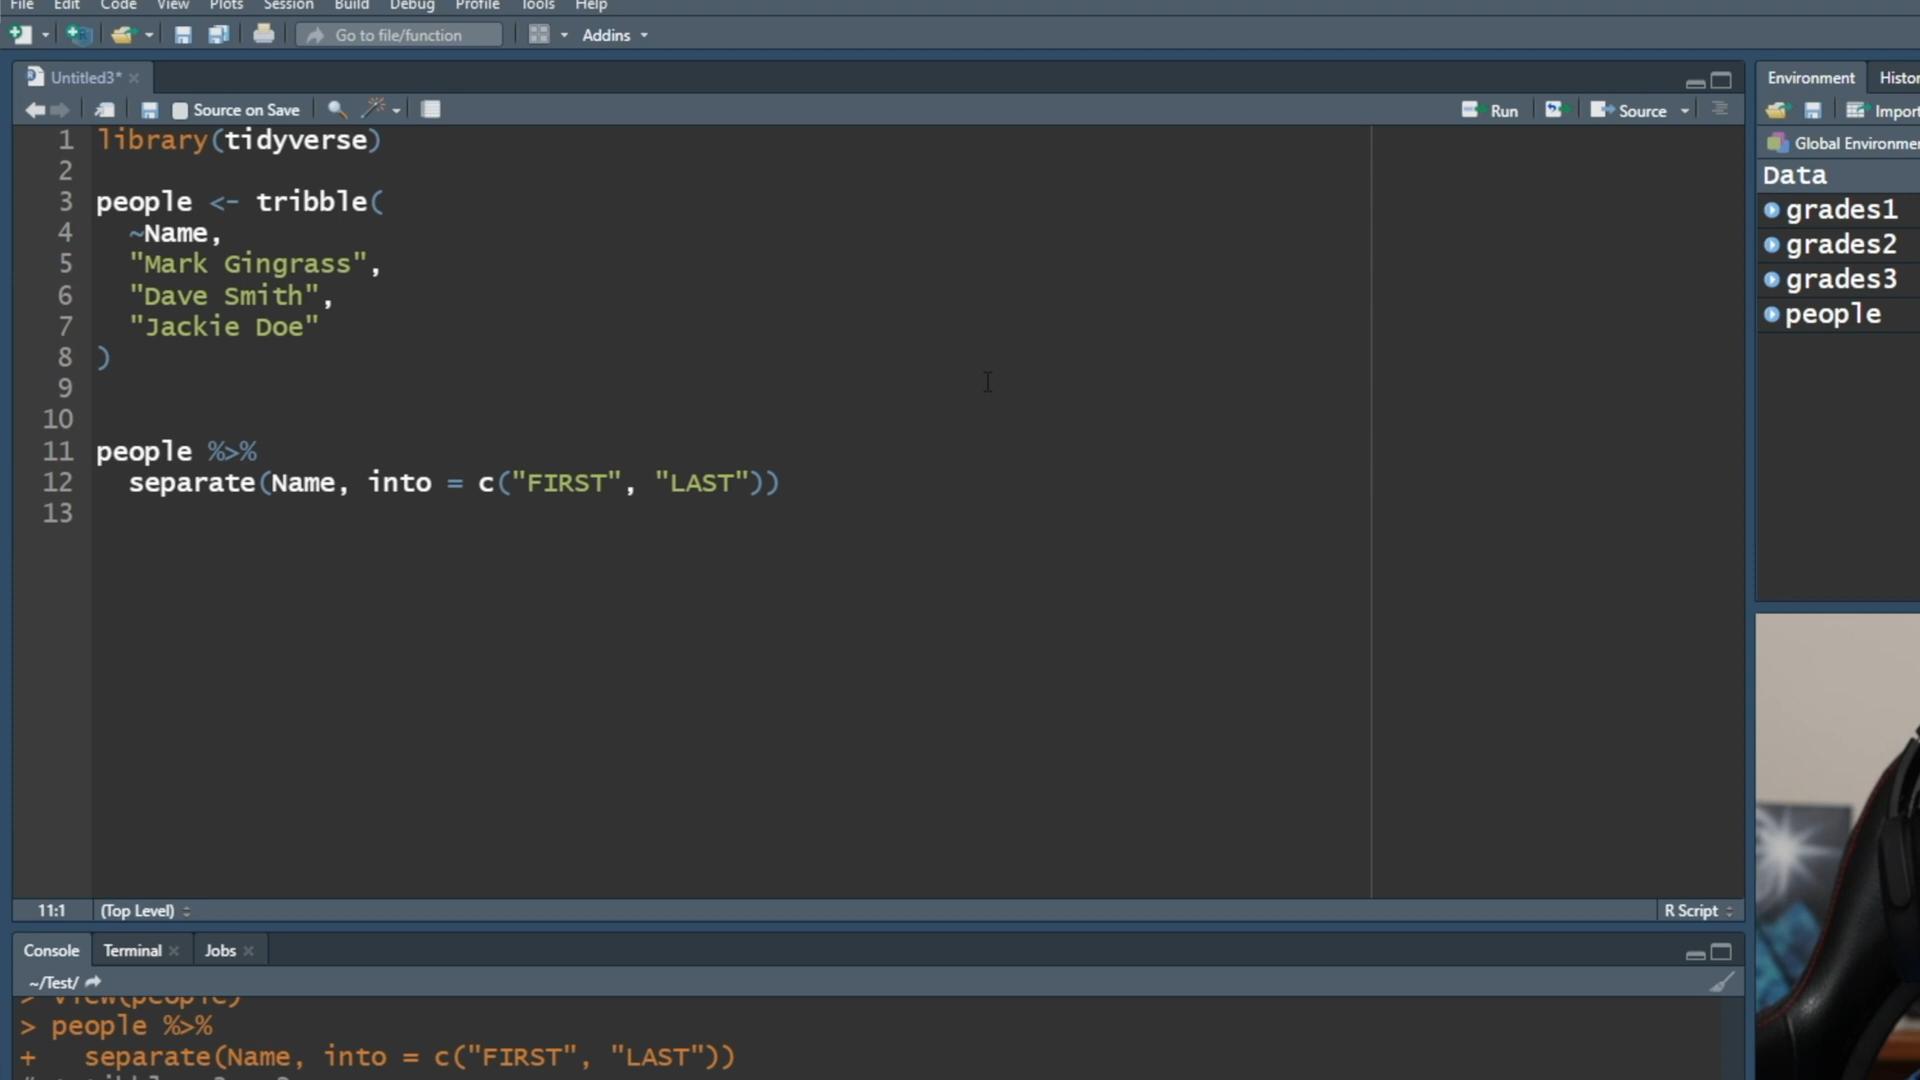 File Edit Code View Plots Session Build Debug Profile Tools Help
Go to file/function Addins
Untitled3*
Source on Save Run Source
1 library(tidyverse)
2
3 people <- tribble(
4 ~Name,
5 "Mark Gingrass",
6 "Dave Smith",
7 "Jackie Doe"
8 )
9
10
11 people %>%
12 separate(Name, into = c("FIRST", "LAST"))
13
11:1 (Top Level) R Script
Console Terminal Jobs
~/Test/
> View(people)
> people %>%
+ separate(Name, into = c("FIRST", "LAST"))
Environment Histo
Import
Global Environme
Data
grades1
grades2
grades3
people